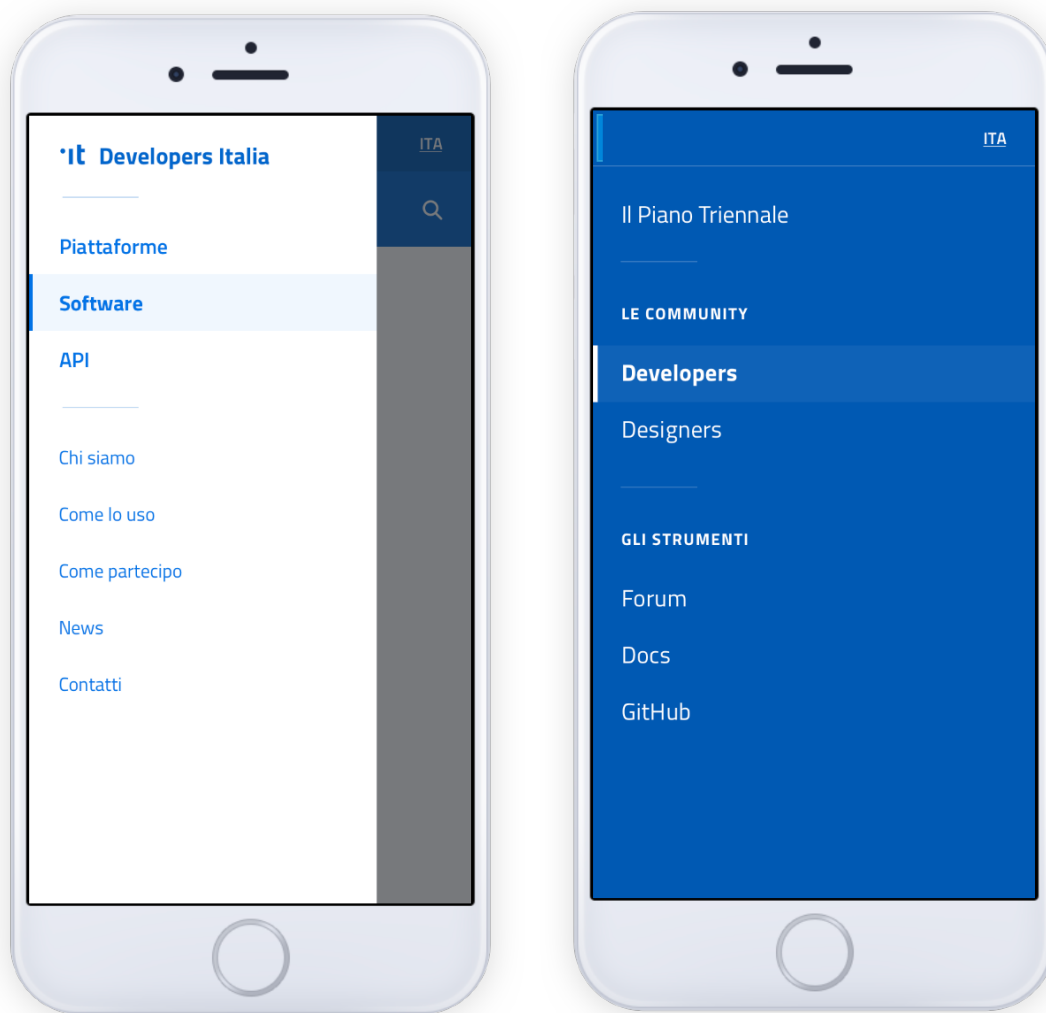 Developers Italia
Piattaforme
Software
API
Chi siamo
Come lo uso
Come partecipo
News
Contatti
ITA
ITA
Il Piano Triennale
LE COMMUNITY
Developers
Designers
GLI STRUMENTI
Forum
Docs
GitHub